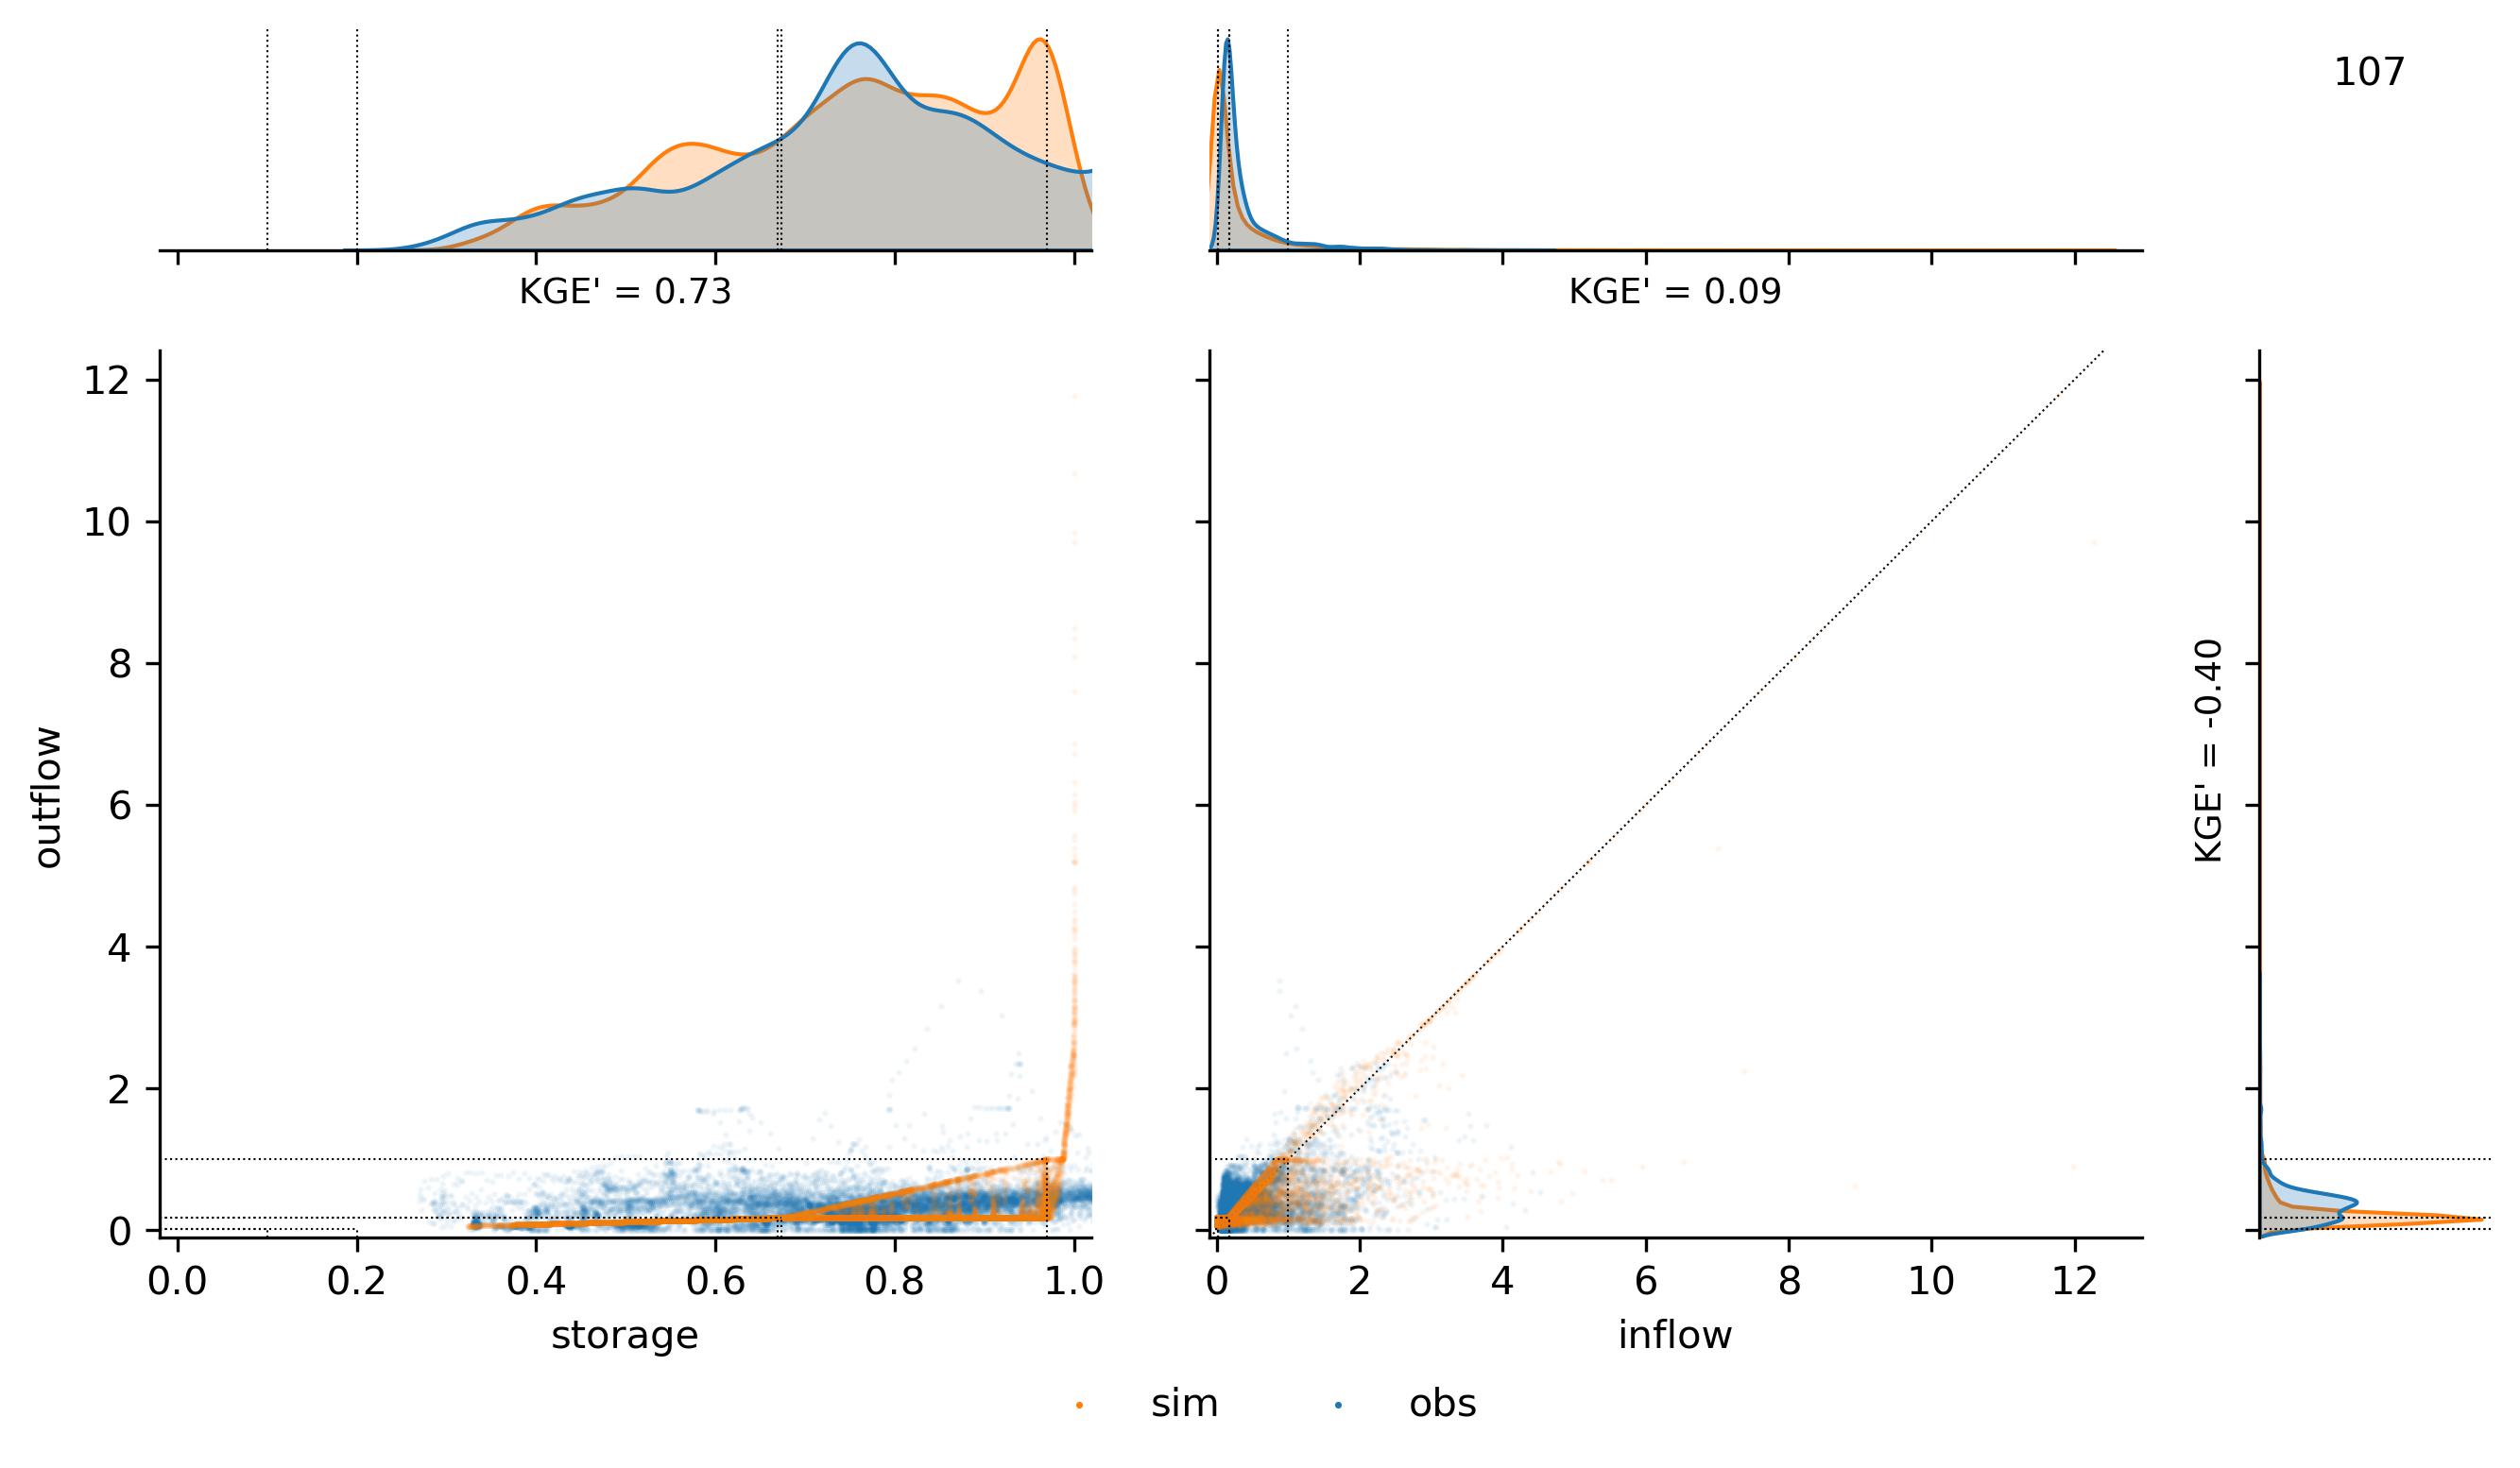 107
KGE' = 0.73
KGE' = 0.09
12
10
8
6
4
2
0
outflow
KGE' = -0.40
0.0 0.2 0.4 0.6 0.8 1.0
storage
0 2 4 6 8 10 12
inflow
sim obs